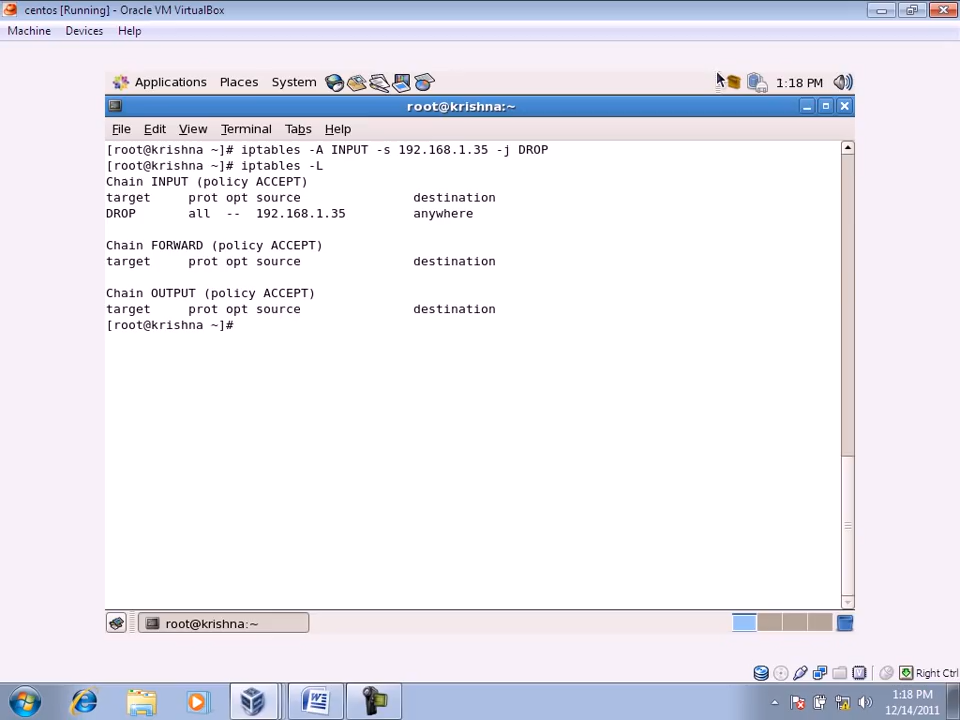 centos [Running] - Oracle VM VirtualBox
Machine Devices Help
Applications Places System 1:18 PM
root@krishna:~
File Edit View Terminal Tabs Help
[root@krishna ~]# iptables -A INPUT -s 192.168.1.35 -j DROP
[root@krishna ~]# iptables -L
Chain INPUT (policy ACCEPT)
target prot opt source destination
DROP all -- 192.168.1.35 anywhere
Chain FORWARD (policy ACCEPT)
target prot opt source destination
Chain OUTPUT (policy ACCEPT)
target prot opt source destination
[root@krishna ~]#
root@krishna:~
Right Ctrl
1:18 PM
12/14/2011